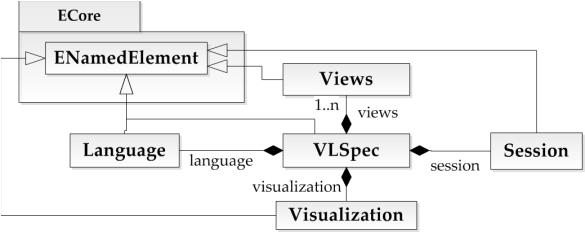 ECore
ENamedElement
Views
1..n
views
Language
language
VLSpec
session
Session
visualization
Visualization